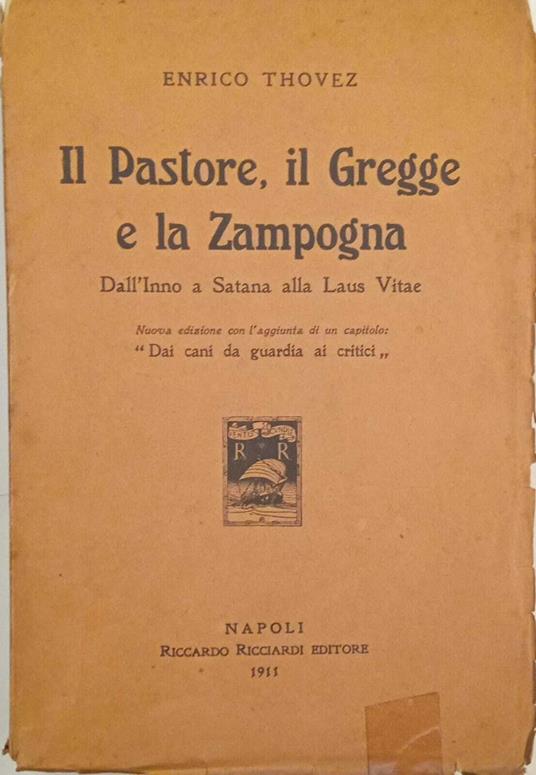 ENRICO THOVEZ
Il Pastore, il Gregge
e la Zampogna
Dall'Inno a Satana alla Laus Vitae
Nuova edizione con l'aggiunta di un capitolo:
“ Dai cani da guardia ai critici „
R R
NAPOLI
RICCARDO RICCIARDI EDITORE
1911